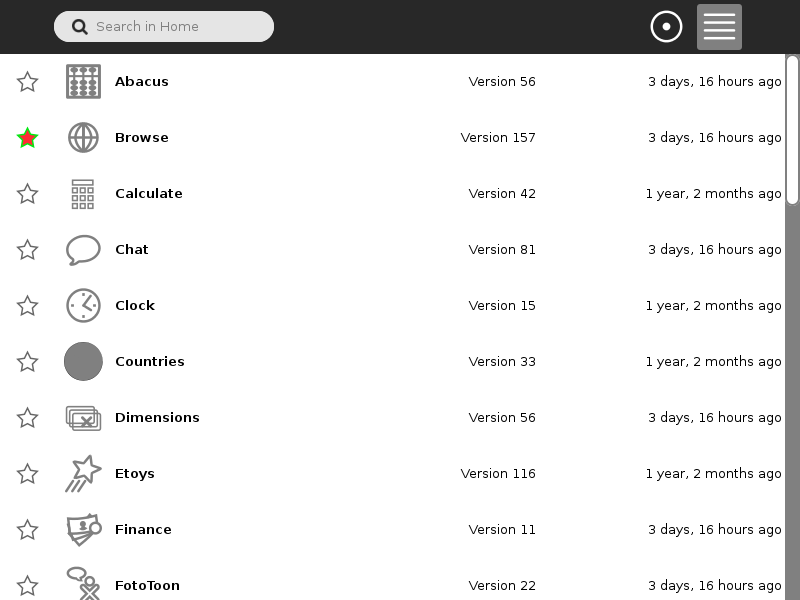 Search in Home
Abacus Version 56 3 days, 16 hours ago
Browse Version 157 3 days, 16 hours ago
Calculate Version 42 1 year, 2 months ago
Chat Version 81 3 days, 16 hours ago
Clock Version 15 1 year, 2 months ago
Countries Version 33 1 year, 2 months ago
Dimensions Version 56 3 days, 16 hours ago
Etoys Version 116 1 year, 2 months ago
Finance Version 11 3 days, 16 hours ago
FotoToon Version 22 3 days, 16 hours ago